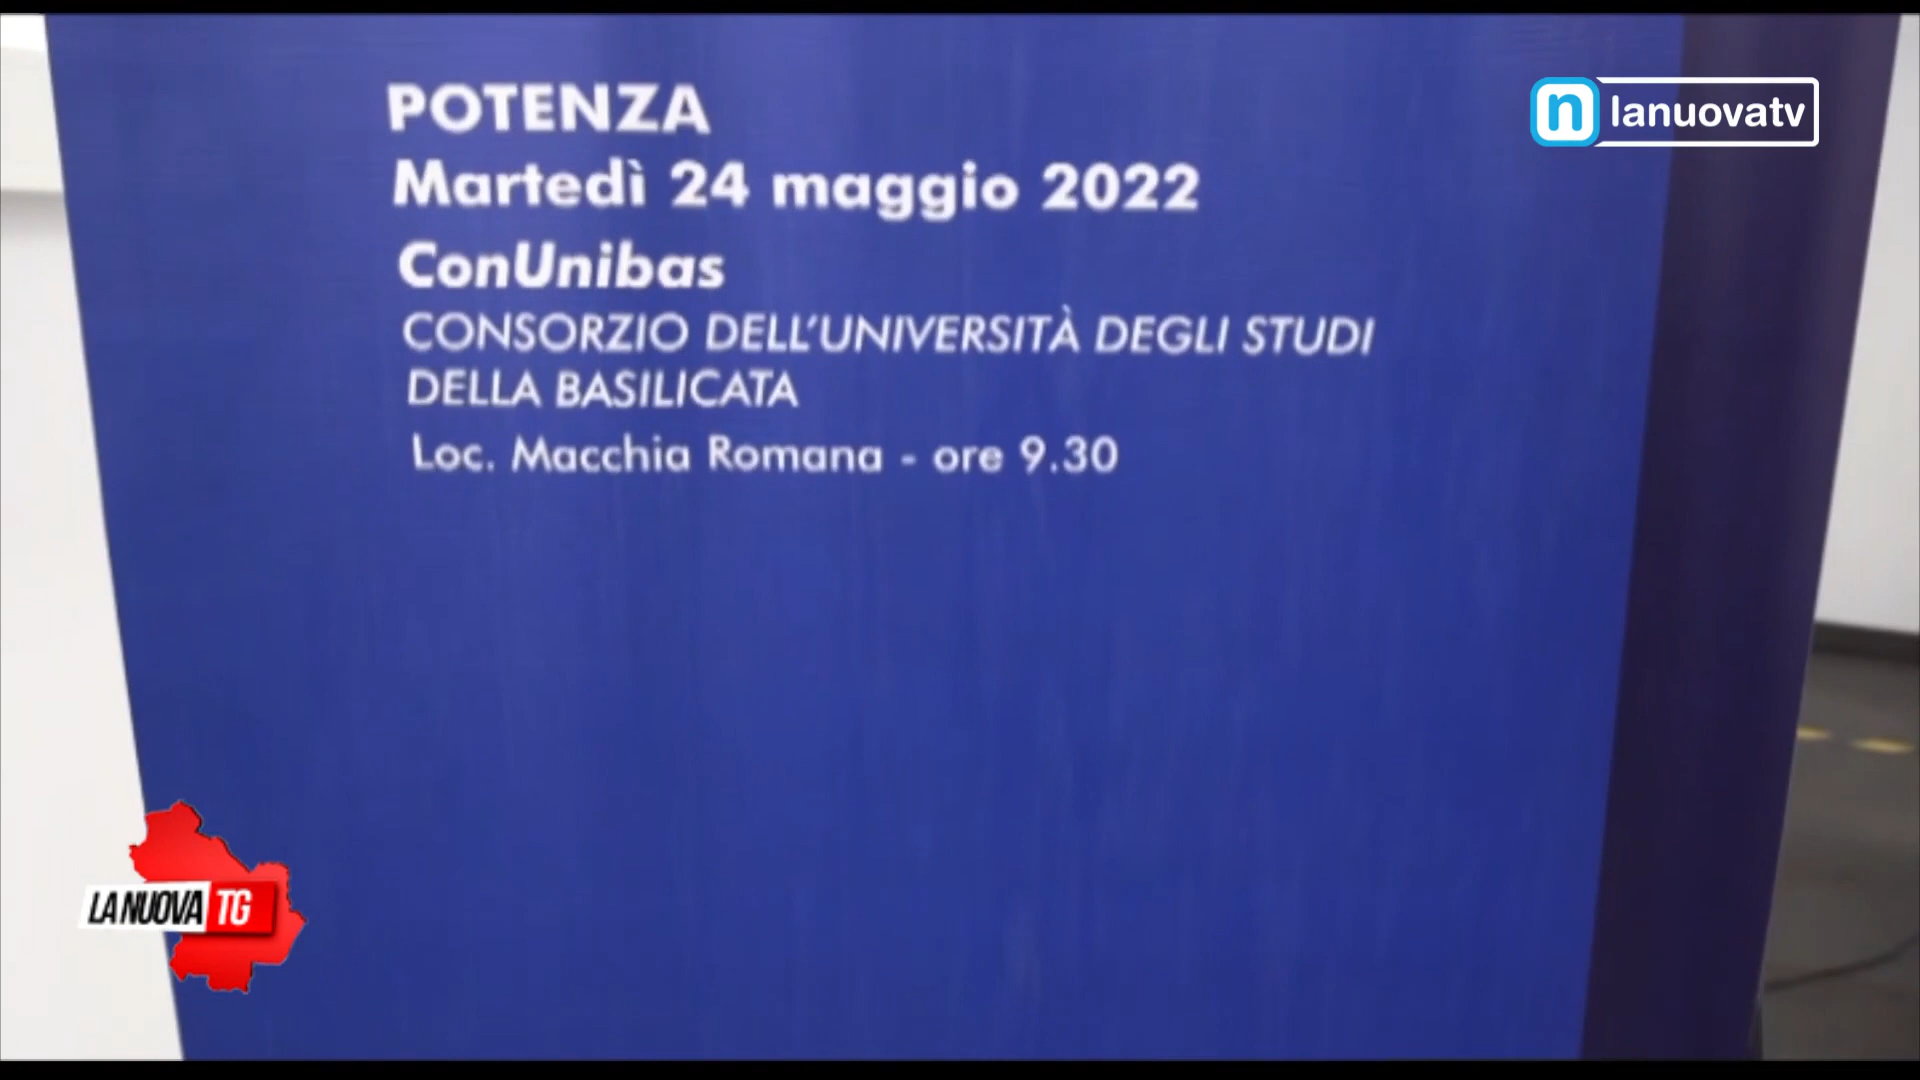 POTENZA
lanuovatv
Martedì 24 maggio 2022
ConUnibas
CONSORZIO DELL'UNIVERSITÀ DEGLI STUDI
DELLA BASILICATA
Loc. Macchia Romana - ore 9.30
LA NUOVA TG